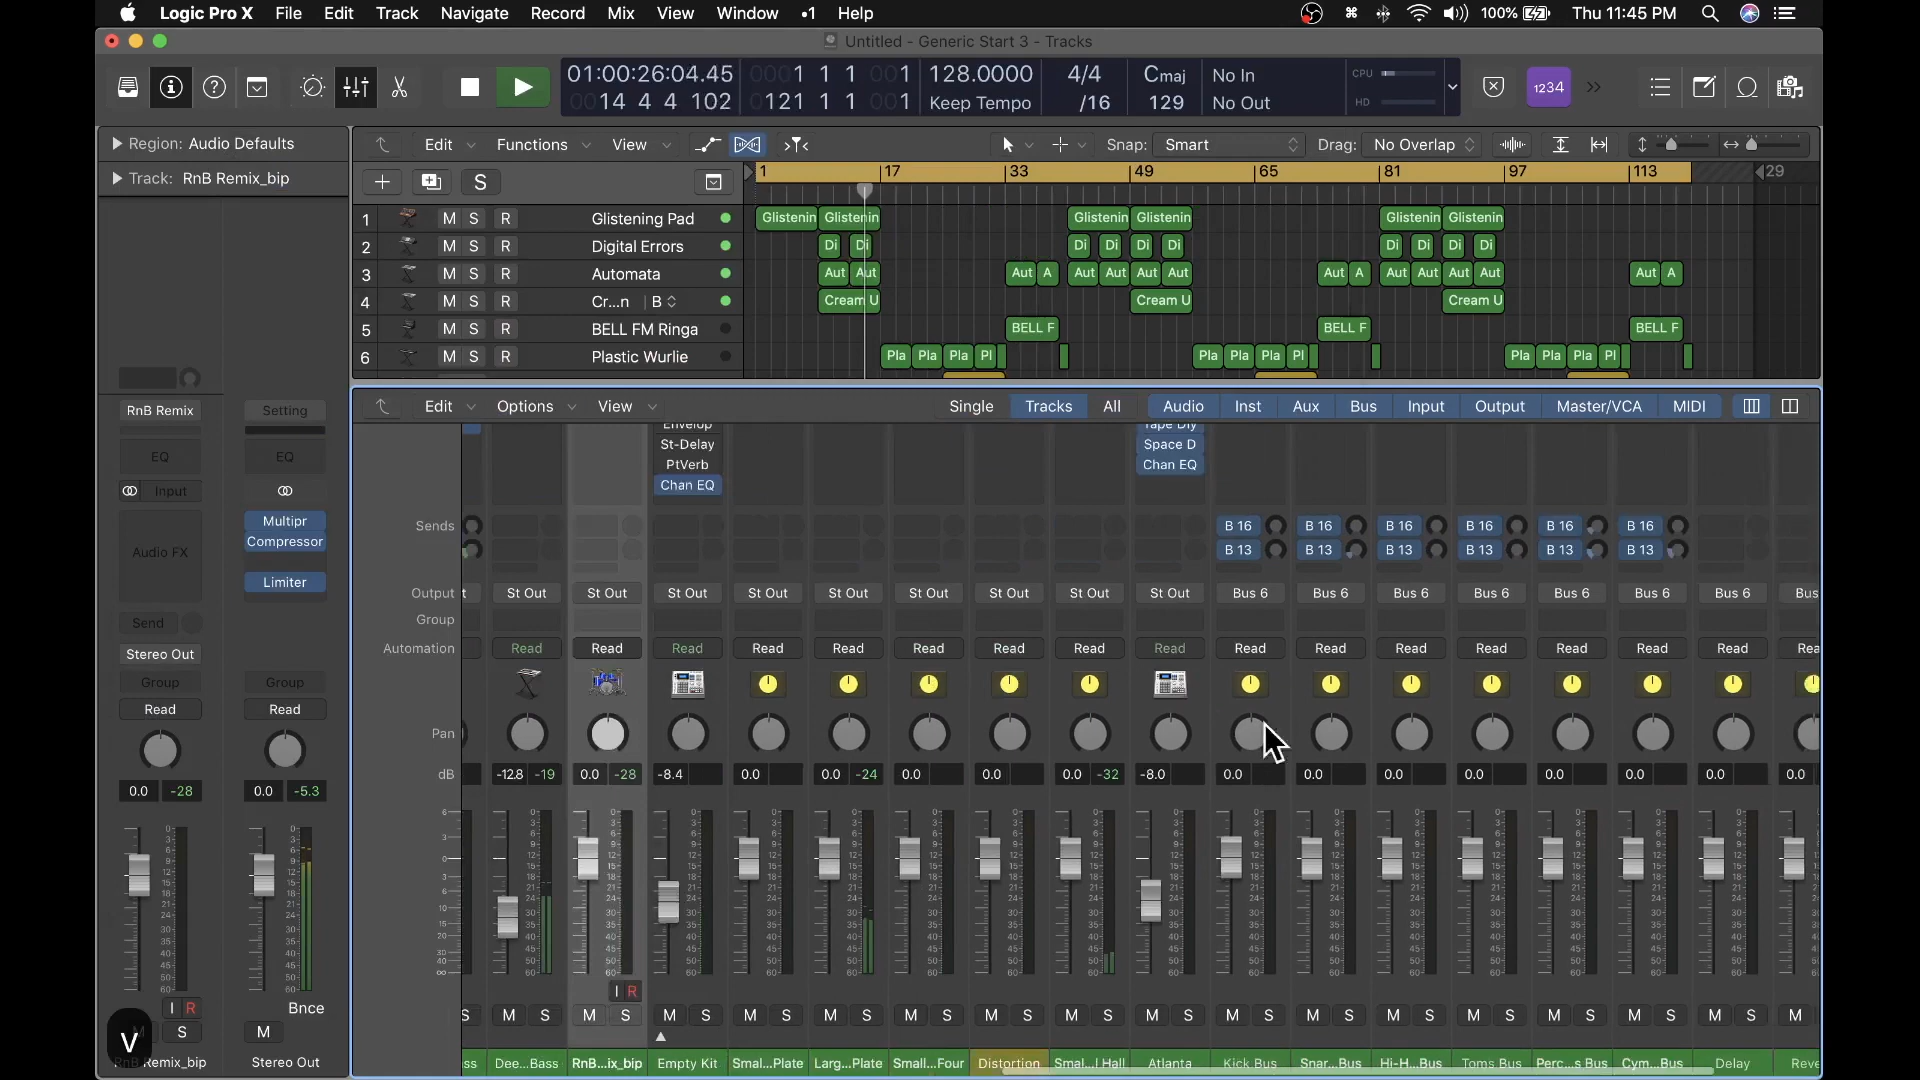 Logic Pro X File Edit Track Navigate Record Mix View Window 1 Help 100% Thu 11:45 PM
Untitled - Generic Start 3 - Tracks
01:00:26:04.45 0001 1 1 001 128.0000 4/4 Cmaj No In CPU
0014 4 4 102 0121 1 1 001 Keep Tempo /16 129 No Out HD
1234
Region: Audio Defaults
Edit Functions View Snap: Smart Drag: No Overlap
Track: RnB Remix_bip
1 17 33 49 65 81 97 113 29
S
1 M S R Glistening Pad Glistenin Glistenin Glistenin Glistenin Glistenin Glistenin
2 M S R Digital Errors Di Di Di Di Di Di Di Di Di Di
3 M S R Automata Aut Aut Aut A Aut Aut Aut Aut Aut A Aut Aut Aut Aut Aut A
4 M S R Cr...n B Cream U Cream U Cream U
5 M S R BELL FM Ringa BELL F BELL F BELL F
6 M S R Plastic Wurlie Pla Pla Pla Pl Pla Pla Pla Pl Pla Pla Pla Pl
Edit Options View Single Tracks All Audio Inst Aux Bus Input Output Master/VCA MIDI
RnB Remix Setting
EQ EQ
Input
Multipr
Compressor
Audio FX
Limiter
Send
Stereo Out
Group Group
Read Read
0.0 -28 0.0 -5.3
I R Bnce
M S M
V
RnB Remix_bip Stereo Out
Envelop
St-Delay Space D
PtVerb Chan EQ
Chan EQ
Sends B 16 B 16 B 16 B 16 B 16 B 16
B 13 B 13 B 13 B 13 B 13 B 13
Output t St Out St Out St Out St Out St Out St Out St Out St Out St Out Bus 6 Bus 6 Bus 6 Bus 6 Bus 6 Bus 6 Bus 6 Bus
Group
Automation Read Read Read Read Read Read Read Read Read Read Read Read Read Read Read Read Rea
Pan
dB -12.8 -19 0.0 -28 -8.4 0.0 0.0 -24 0.0 0.0 0.0 -32 -8.0 0.0 0.0 0.0 0.0 0.0 0.0 0.0 0.0
I R
S M S M S M S M S M S M S M S M S M S M S M S M S M S M S M S M S M
ss Dee...Bass RnB...ix_bip Empty Kit Smal...Plate Larg...Plate Small...Four Distortion Smal...l Hall Atlanta Kick Bus Snar...Bus Hi-H...Bus Toms Bus Perc...s Bus Cym...Bus Delay Reve